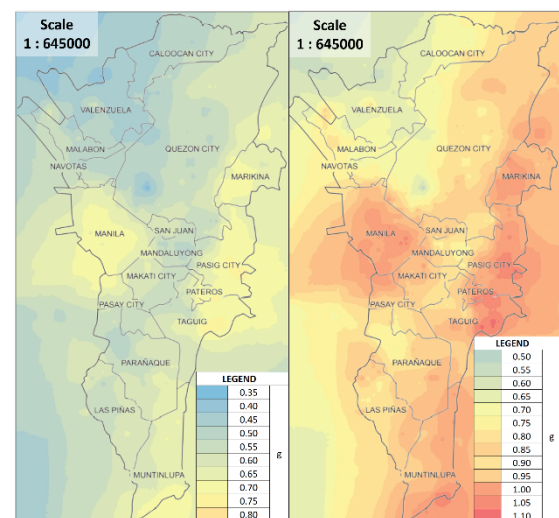 Scale
1 : 645000
CALOOCAN CITY
VALENZUELA
MALABON
QUEZON CITY
NAVOTAS
MARIKINA
MANILA
SAN JUAN
MANDALUYONG
PASIG CITY
MAKATI CITY
PATEROS
PASAY CITY
TAGUIG
PARAÑAQUE
LAS PIÑAS
MUNTINLUPA
LEGEND
0.35
0.40
0.45
0.50
0.55
0.60
0.65
0.70
0.75
0.80
g
Scale
1 : 645000
CALOOCAN CITY
VALENZUELA
MALABON
QUEZON CITY
NAVOTAS
MARIKINA
MANILA
SAN JUAN
MANDALUYONG
PASIG CITY
MAKATI CITY
PATEROS
PASAY CITY
TAGUIG
PARAÑAQUE
LAS PIÑAS
MUNTINLUPA
LEGEND
0.50
0.55
0.60
0.65
0.70
0.75
0.80
0.85
0.90
0.95
1.00
1.05
1.10
g